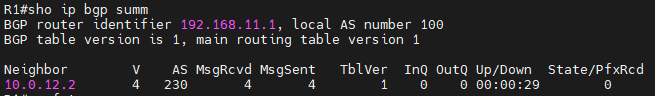 R1#sho ip bgp summ
BGP router identifier 192.168.11.1, local AS number 100
BGP table version is 1, main routing table version 1
Neighbor V AS MsgRcvd MsgSent TblVer InQ OutQ Up/Down State/PfxRcd
10.0.12.2 4 230 4 4 1 0 0 00:00:29 0